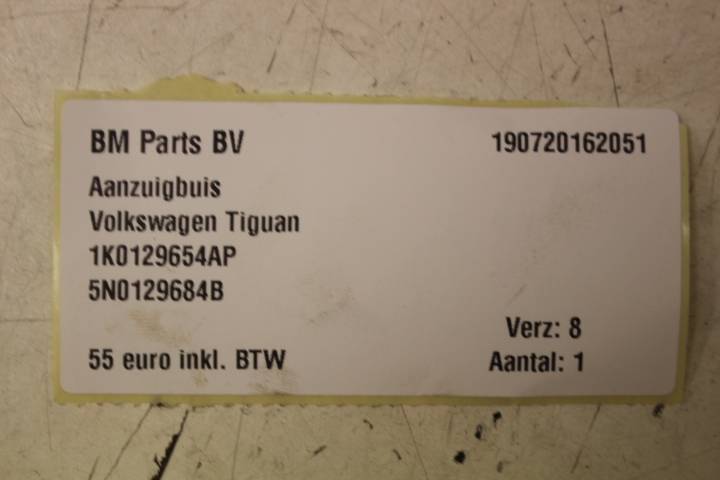 BM Parts BV 190720162051
Aanzuigbuis
Volkswagen Tiguan
1K0129654AP
5N0129684B
Verz: 8
55 euro inkl. BTW Aantal: 1